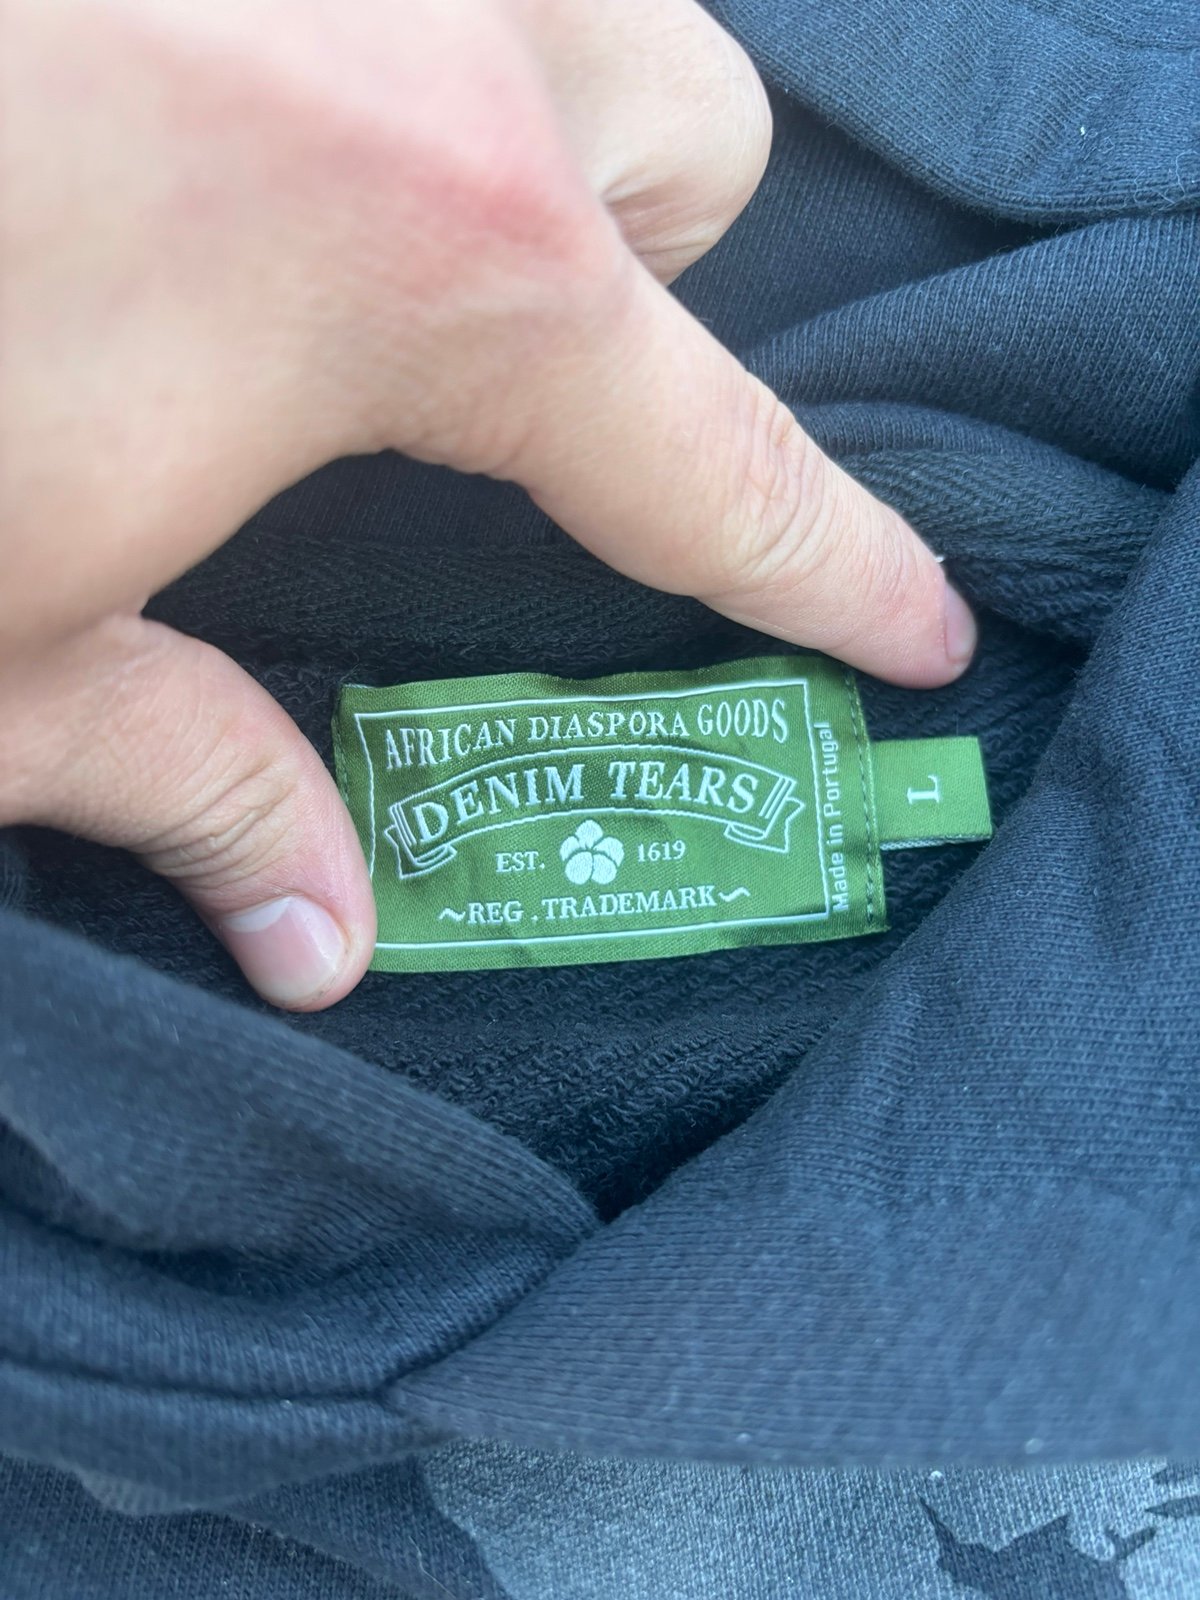 AFRICAN DIASPORA GOODS
DENIM TEARS
EST. 1619
~REG .TRADEMARK~
Made in Portugal
L